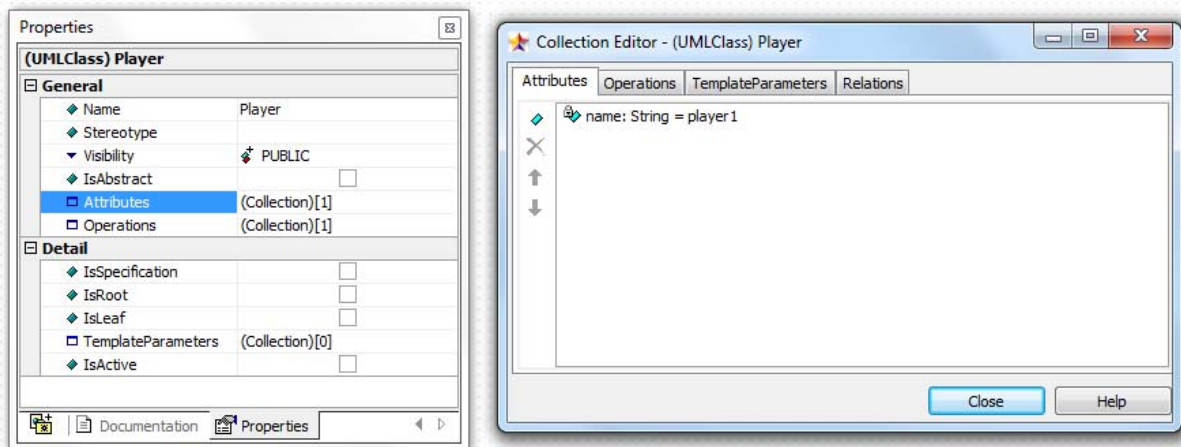 Properties
(UMLClass) Player
General
Name Player
Stereotype
Visibility PUBLIC
IsAbstract
Attributes (Collection)[1]
Operations (Collection)[1]
Detail
IsSpecification
IsRoot
IsLeaf
TemplateParameters (Collection)[0]
IsActive
Documentation Properties
Collection Editor - (UMLClass) Player
Attributes Operations TemplateParameters Relations
name: String = player1
Close Help